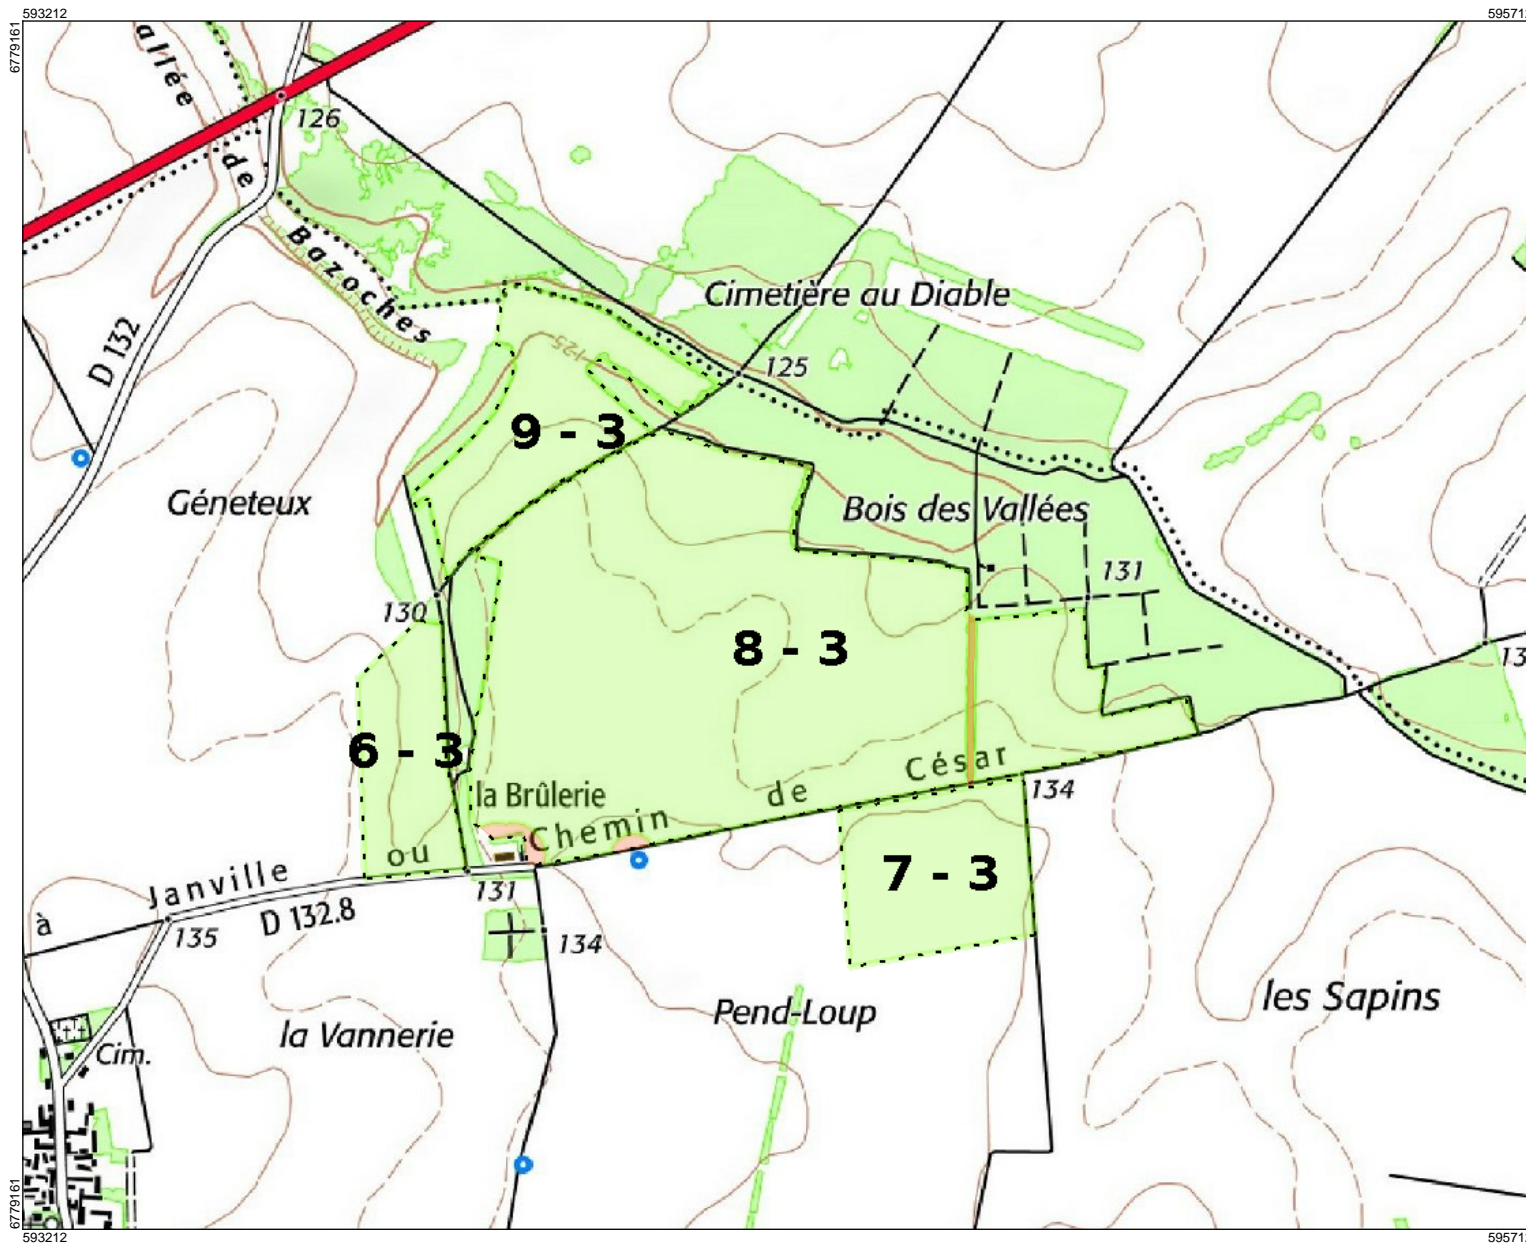 593212
595712
6779161
allée
126
de
Bazoches
Cimetière au Diable
D 132
125
125
9 - 3
Géneteux
Bois des Vallées
131
130
8 - 3
13
6 - 3
César
de
134
la Brûlerie
Chemin
ou
7 - 3
Janville
131
D 132.8
à
135
134
les Sapins
Pend-Loup
la Vannerie
Cim.
6779161
593212